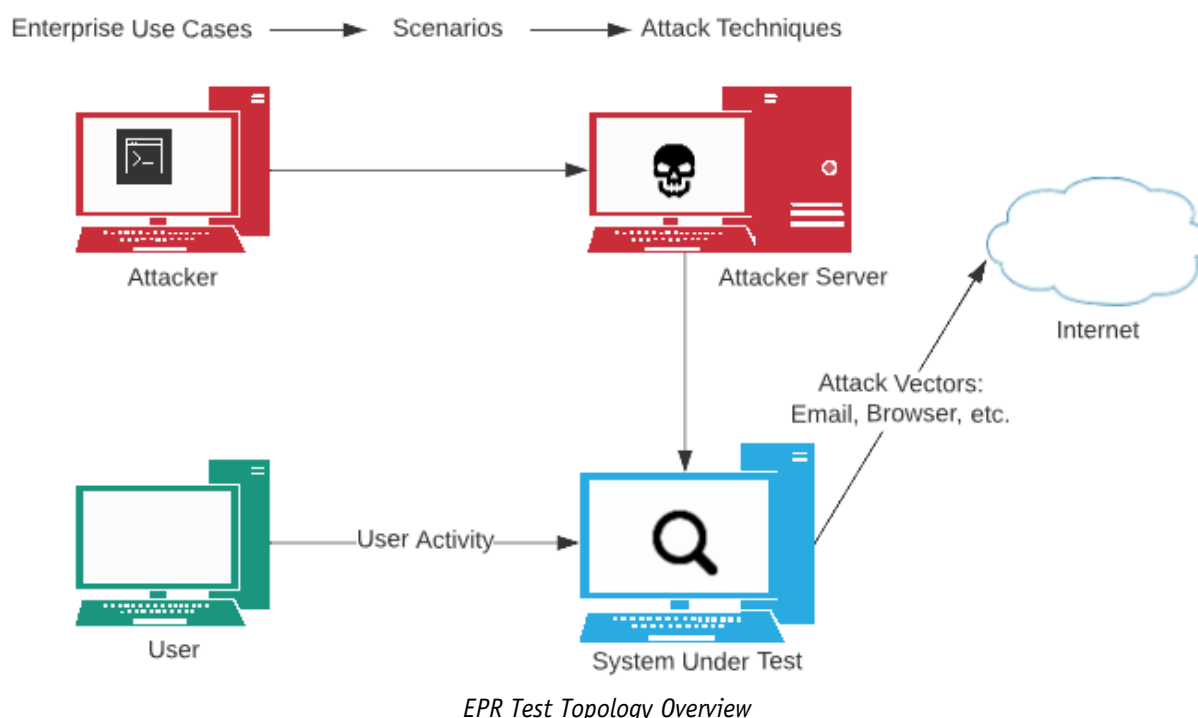 Enterprise Use Cases
Scenarios
Attack Techniques
>_
Attacker
Attacker Server
Internet
Attack Vectors:
Email, Browser, etc.
User Activity
User
System Under Test
EPR Test Topology Overview